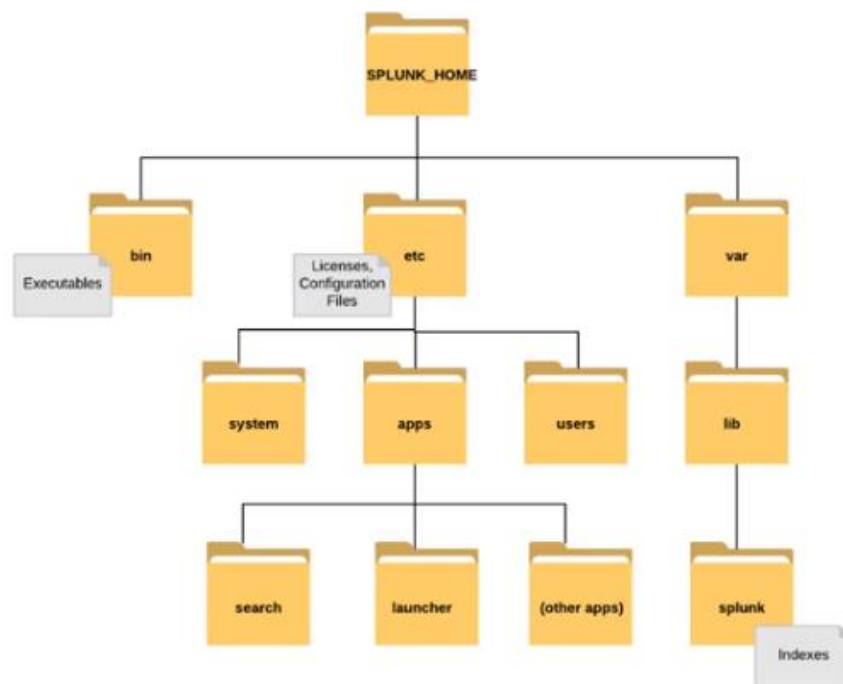 SPLUNK_HOME
bin
etc
var
Executables
Licenses,
Configuration
Files
system
apps
users
lib
search
launcher
(other apps)
splunk
Indexes